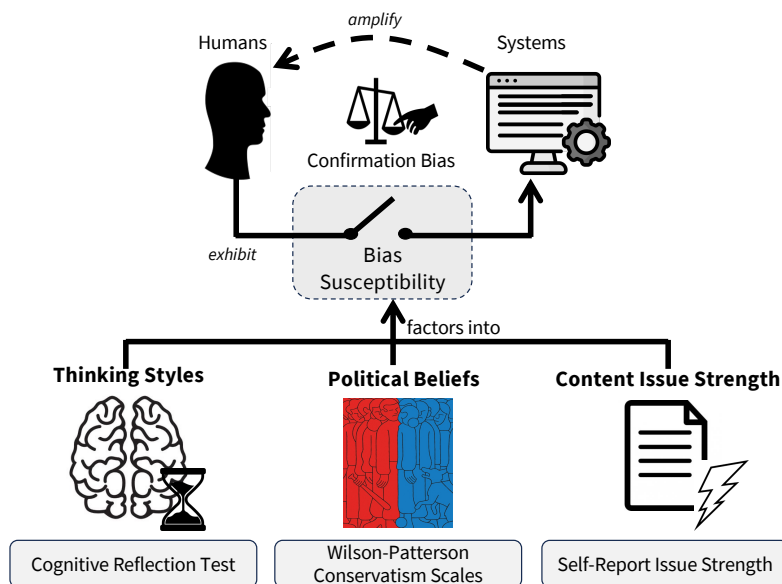 amplify
Humans
Systems
Confirmation Bias
exhibit
Bias
Susceptibility
factors into
Thinking Styles
Political Beliefs
Content Issue Strength
Cognitive Reflection Test
Wilson-Patterson
Conservatism Scales
Self-Report Issue Strength